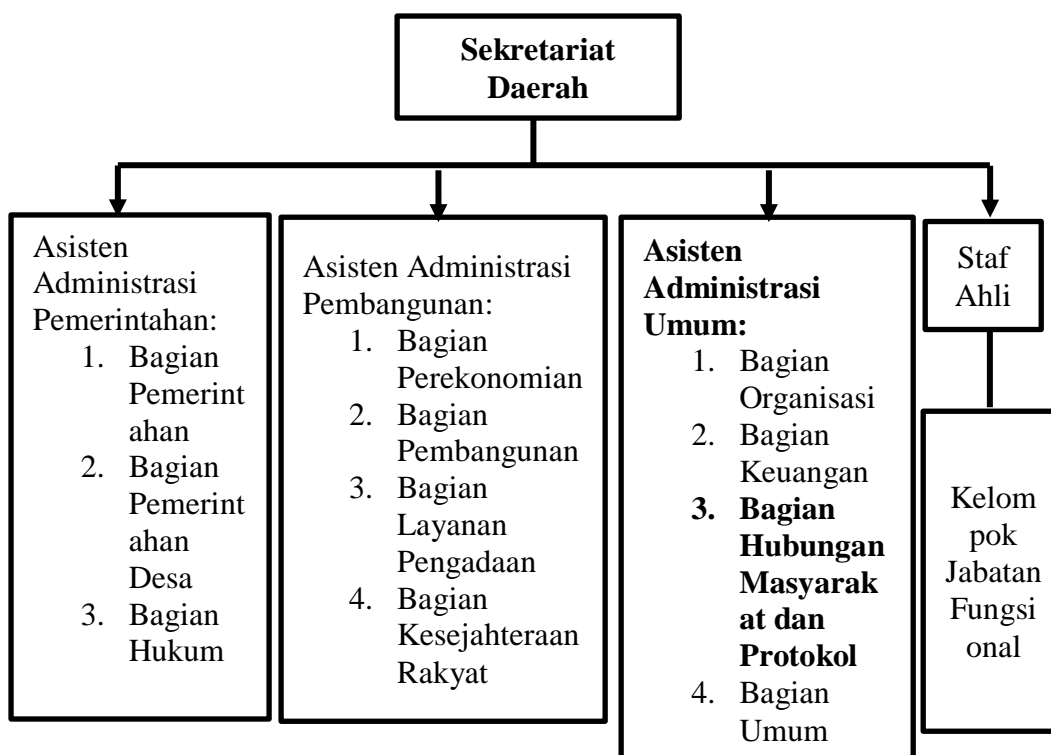 Sekretariat
Daerah
Asisten
Administrasi
Pemerintahan:
1. Bagian
Pemerint
ahan
2. Bagian
Pemerint
ahan
Desa
3. Bagian
Hukum
Asisten Administrasi
Pembangunan:
1. Bagian
Perekonomian
2. Bagian
Pembangunan
3. Bagian
Layanan
Pengadaan
4. Bagian
Kesejahteraan
Rakyat
Asisten
Administrasi
Umum:
1. Bagian
Organisasi
2. Bagian
Keuangan
3. Bagian
Hubungan
Masyarak
at dan
Protokol
4. Bagian
Umum
Staf
Ahli
Kelom
pok
Jabatan
Fungsi
onal